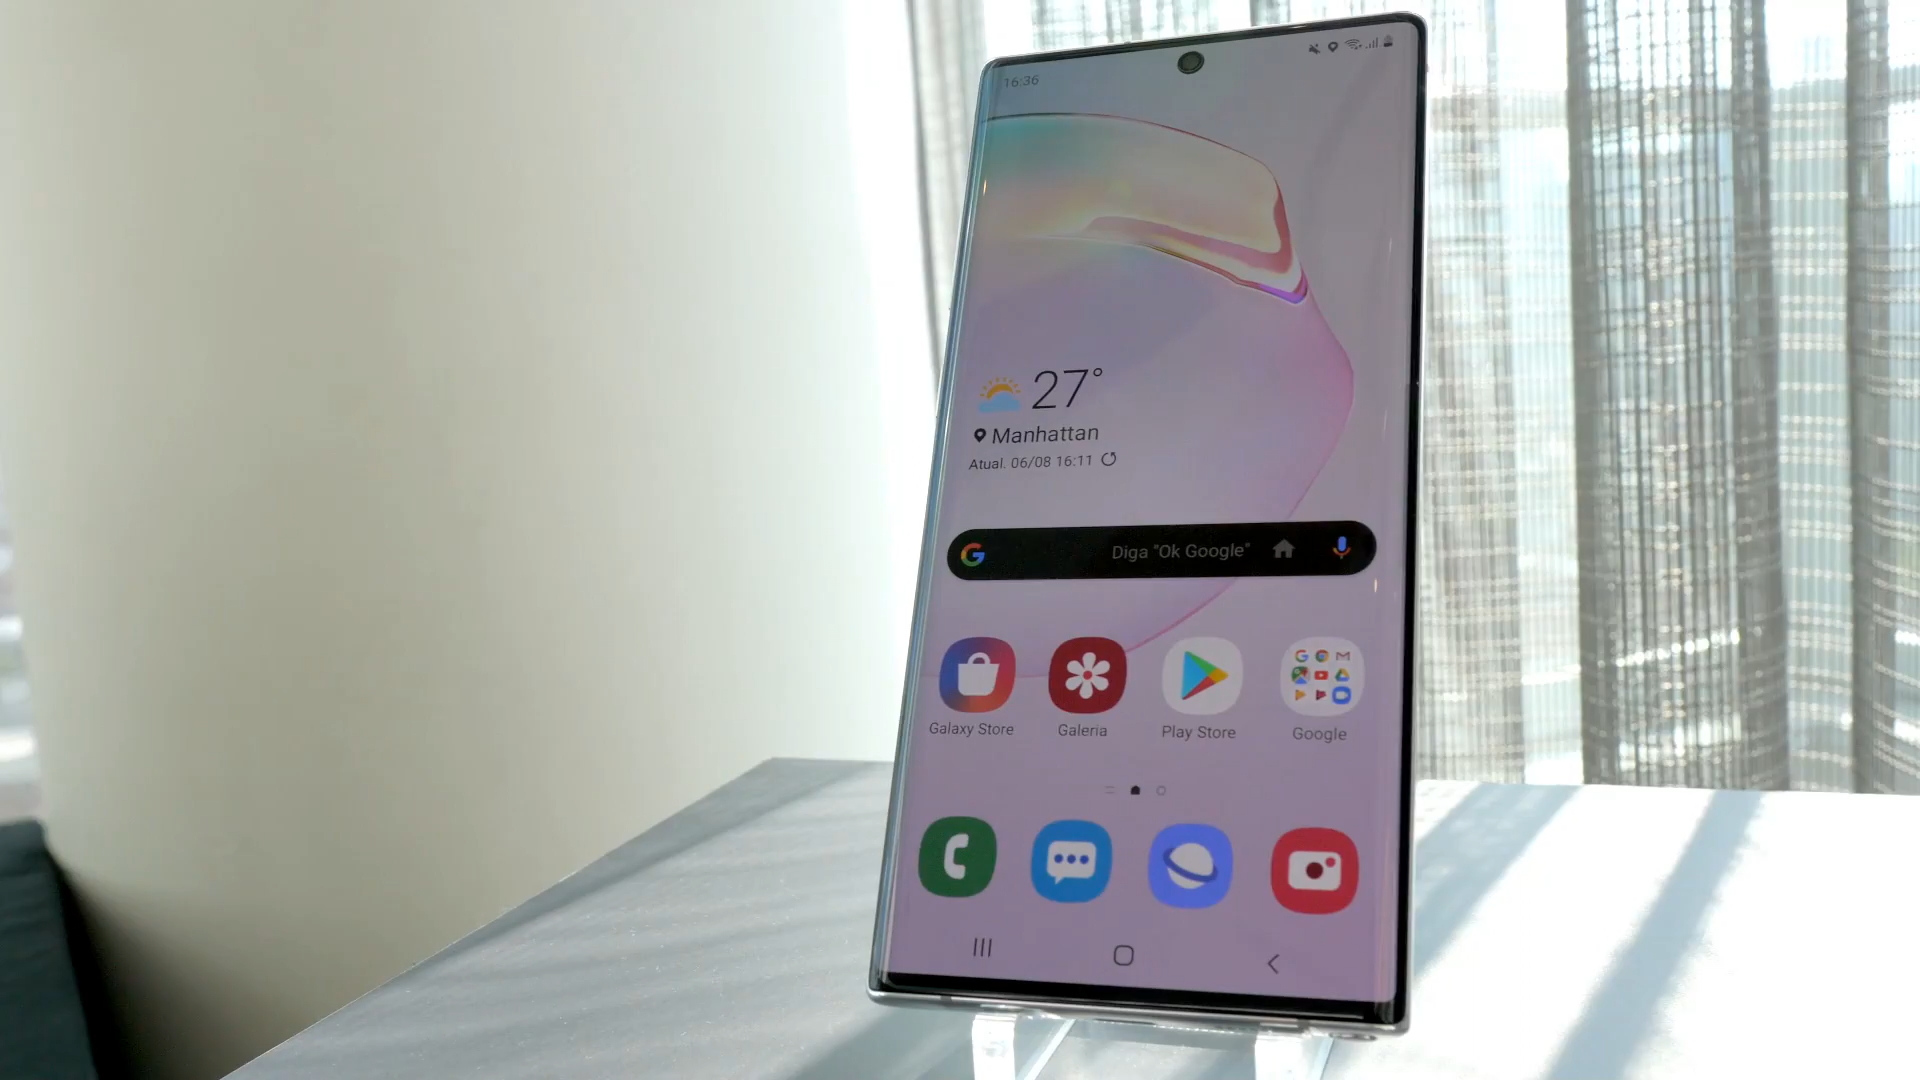 16:36
27°
Manhattan
Atual. 06/08 16:11
Diga "Ok Google"
Galaxy Store
Galeria
Play Store
Google